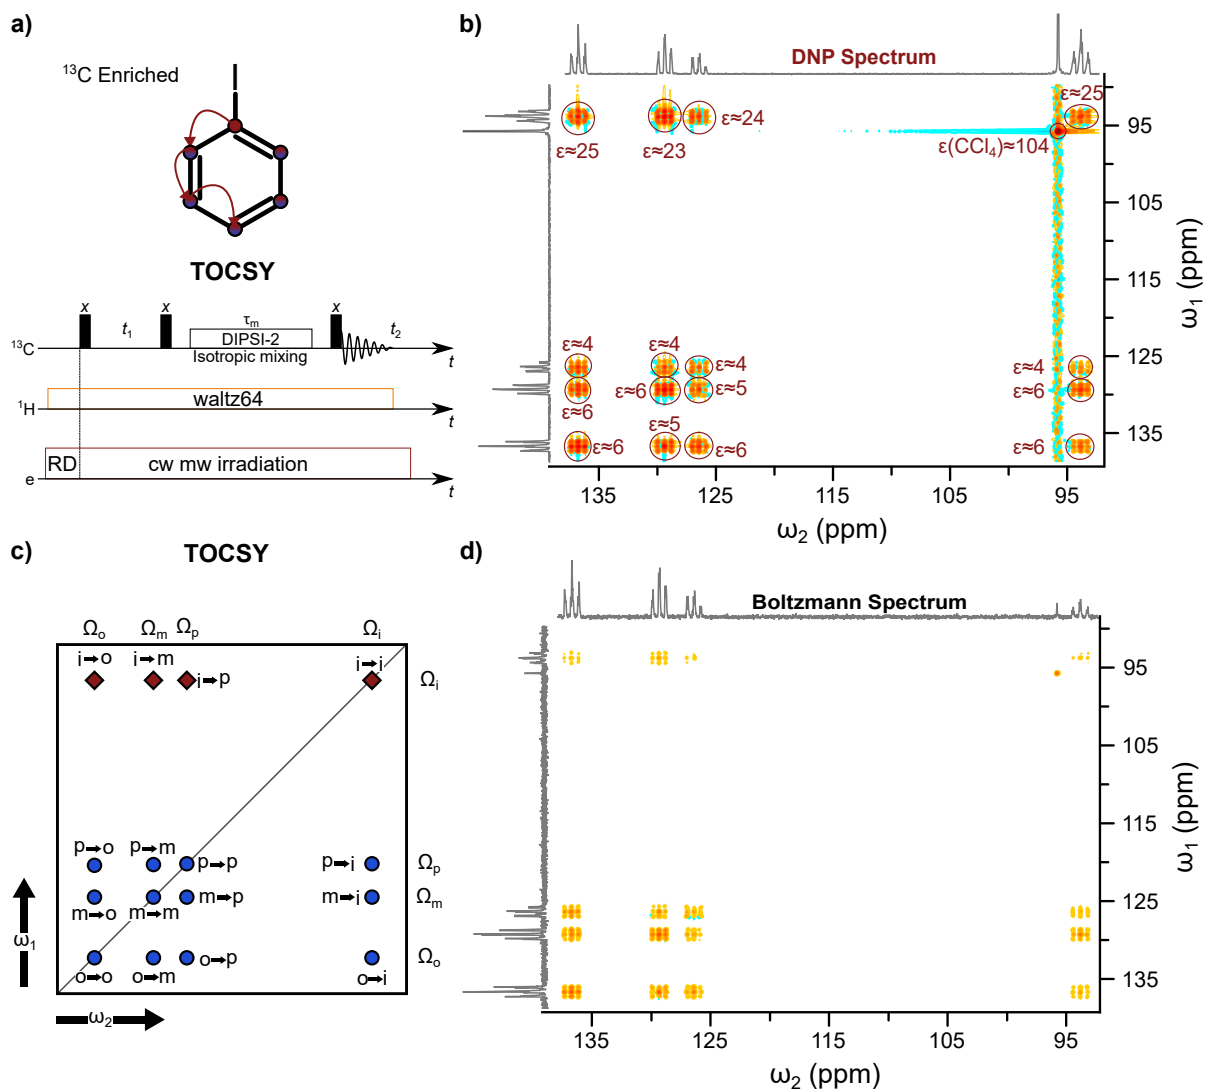 a)
¹³C Enriched
I
TOCSY
x x x
t₁ τₘ t₂
¹³C DIPSI-2 t
Isotropic mixing
¹H waltz64 t
RD cw mw irradiation
e t
b)
DNP Spectrum
ε≈25
ε≈24
ε≈25 ε≈23 ε(CCl₄)≈104
ε≈4 ε≈4
ε≈4 ε≈4
ε≈6 ε≈5 ε≈6
ε≈6
ε≈5
ε≈6 ε≈6 ε≈6
95
105
115
125
135
ω₁ (ppm)
135 125 115 105 95
ω₂ (ppm)
c)
TOCSY
Ωₒ Ωₘ Ωₚ Ωᵢ
i→o i→m i→i
i→p Ωᵢ
p→o p→m p→p p→i Ωₚ
m→p m→i Ωₘ
m→o m→m
o→p Ωₒ
o→o o→m o→i
ω₁
ω₂
d)
Boltzmann Spectrum
95
105
115
125
135
ω₁ (ppm)
135 125 115 105 95
ω₂ (ppm)